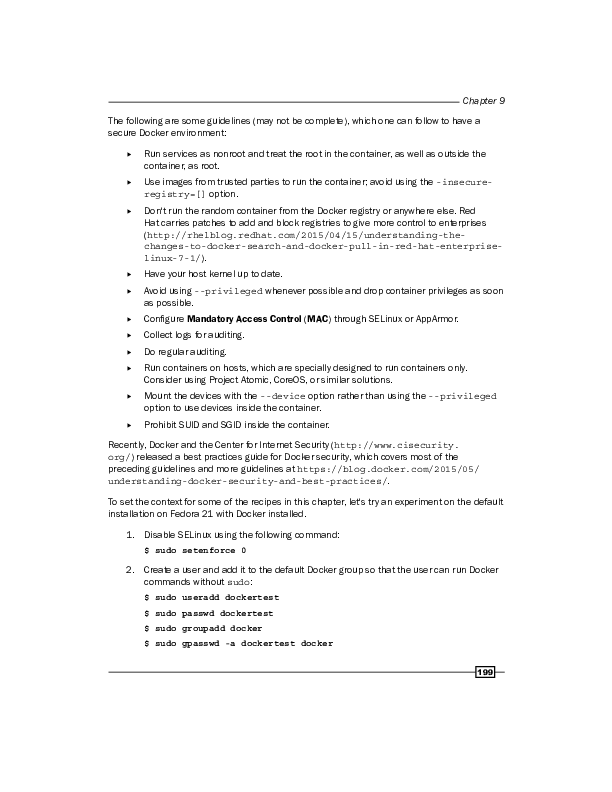 Chapter 9
The following are some guidelines (may not be complete), which one can follow to have a
secure Docker environment:
▸ Run services as nonroot and treat the root in the container, as well as outside the
container, as root.
▸ Use images from trusted parties to run the container; avoid using the -insecure-
registry=[] option.
▸ Don't run the random container from the Docker registry or anywhere else. Red
Hat carries patches to add and block registries to give more control to enterprises
(http://rhelblog.redhat.com/2015/04/15/understanding-the-
changes-to-docker-search-and-docker-pull-in-red-hat-enterprise-
linux-7-1/).
▸ Have your host kernel up to date.
▸ Avoid using --privileged whenever possible and drop container privileges as soon
as possible.
▸ Configure Mandatory Access Control (MAC) through SELinux or AppArmor.
▸ Collect logs for auditing.
▸ Do regular auditing.
▸ Run containers on hosts, which are specially designed to run containers only.
Consider using Project Atomic, CoreOS, or similar solutions.
▸ Mount the devices with the --device option rather than using the --privileged
option to use devices inside the container.
▸ Prohibit SUID and SGID inside the container.
Recently, Docker and the Center for Internet Security (http://www.cisecurity.
org/) released a best practices guide for Docker security, which covers most of the
preceding guidelines and more guidelines at https://blog.docker.com/2015/05/
understanding-docker-security-and-best-practices/.
To set the context for some of the recipes in this chapter, let's try an experiment on the default
installation on Fedora 21 with Docker installed.
1. Disable SELinux using the following command:
$ sudo setenforce 0
2. Create a user and add it to the default Docker group so that the user can run Docker
commands without sudo:
$ sudo useradd dockertest
$ sudo passwd dockertest
$ sudo groupadd docker
$ sudo gpasswd -a dockertest docker
199